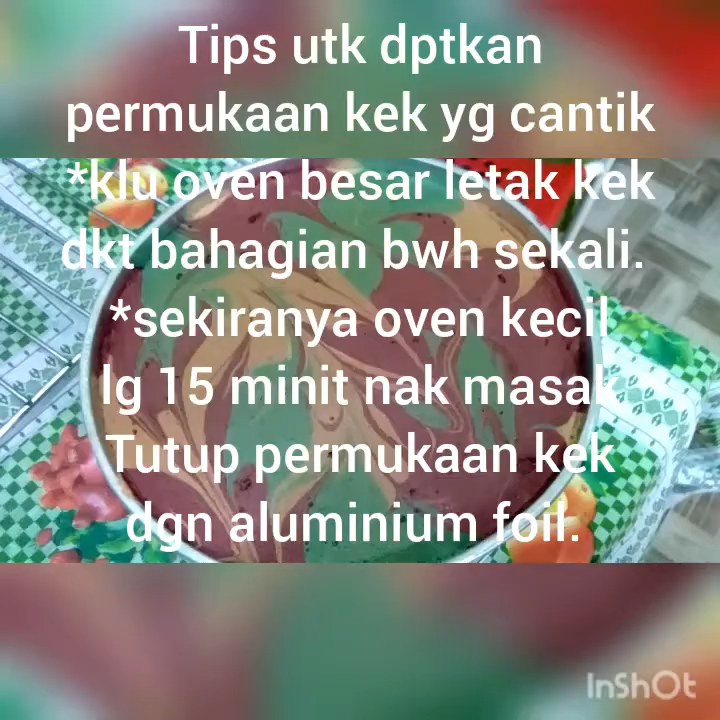 Tips utk dptkan
permukaan kek yg cantik
*klu oven besar letak kek
dkt bahagian bwh sekali.
*sekiranya oven kecil
lg 15 minit nak masak
Tutup permukaan kek
dgn aluminium foil.
InShOt